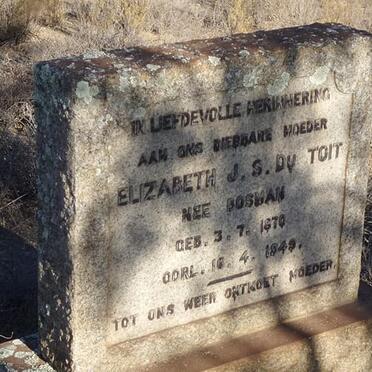 IN LIEFDEVOLLE HERINNERING
AAN ONS DIERBARE MOEDER
ELIZABETH J. S. DU TOIT
NEE BOSMAN
GEB. 3. 7. 1870
OORL. 16. 4. 1949.
TOT ONS WEER ONTMOET MOEDER.